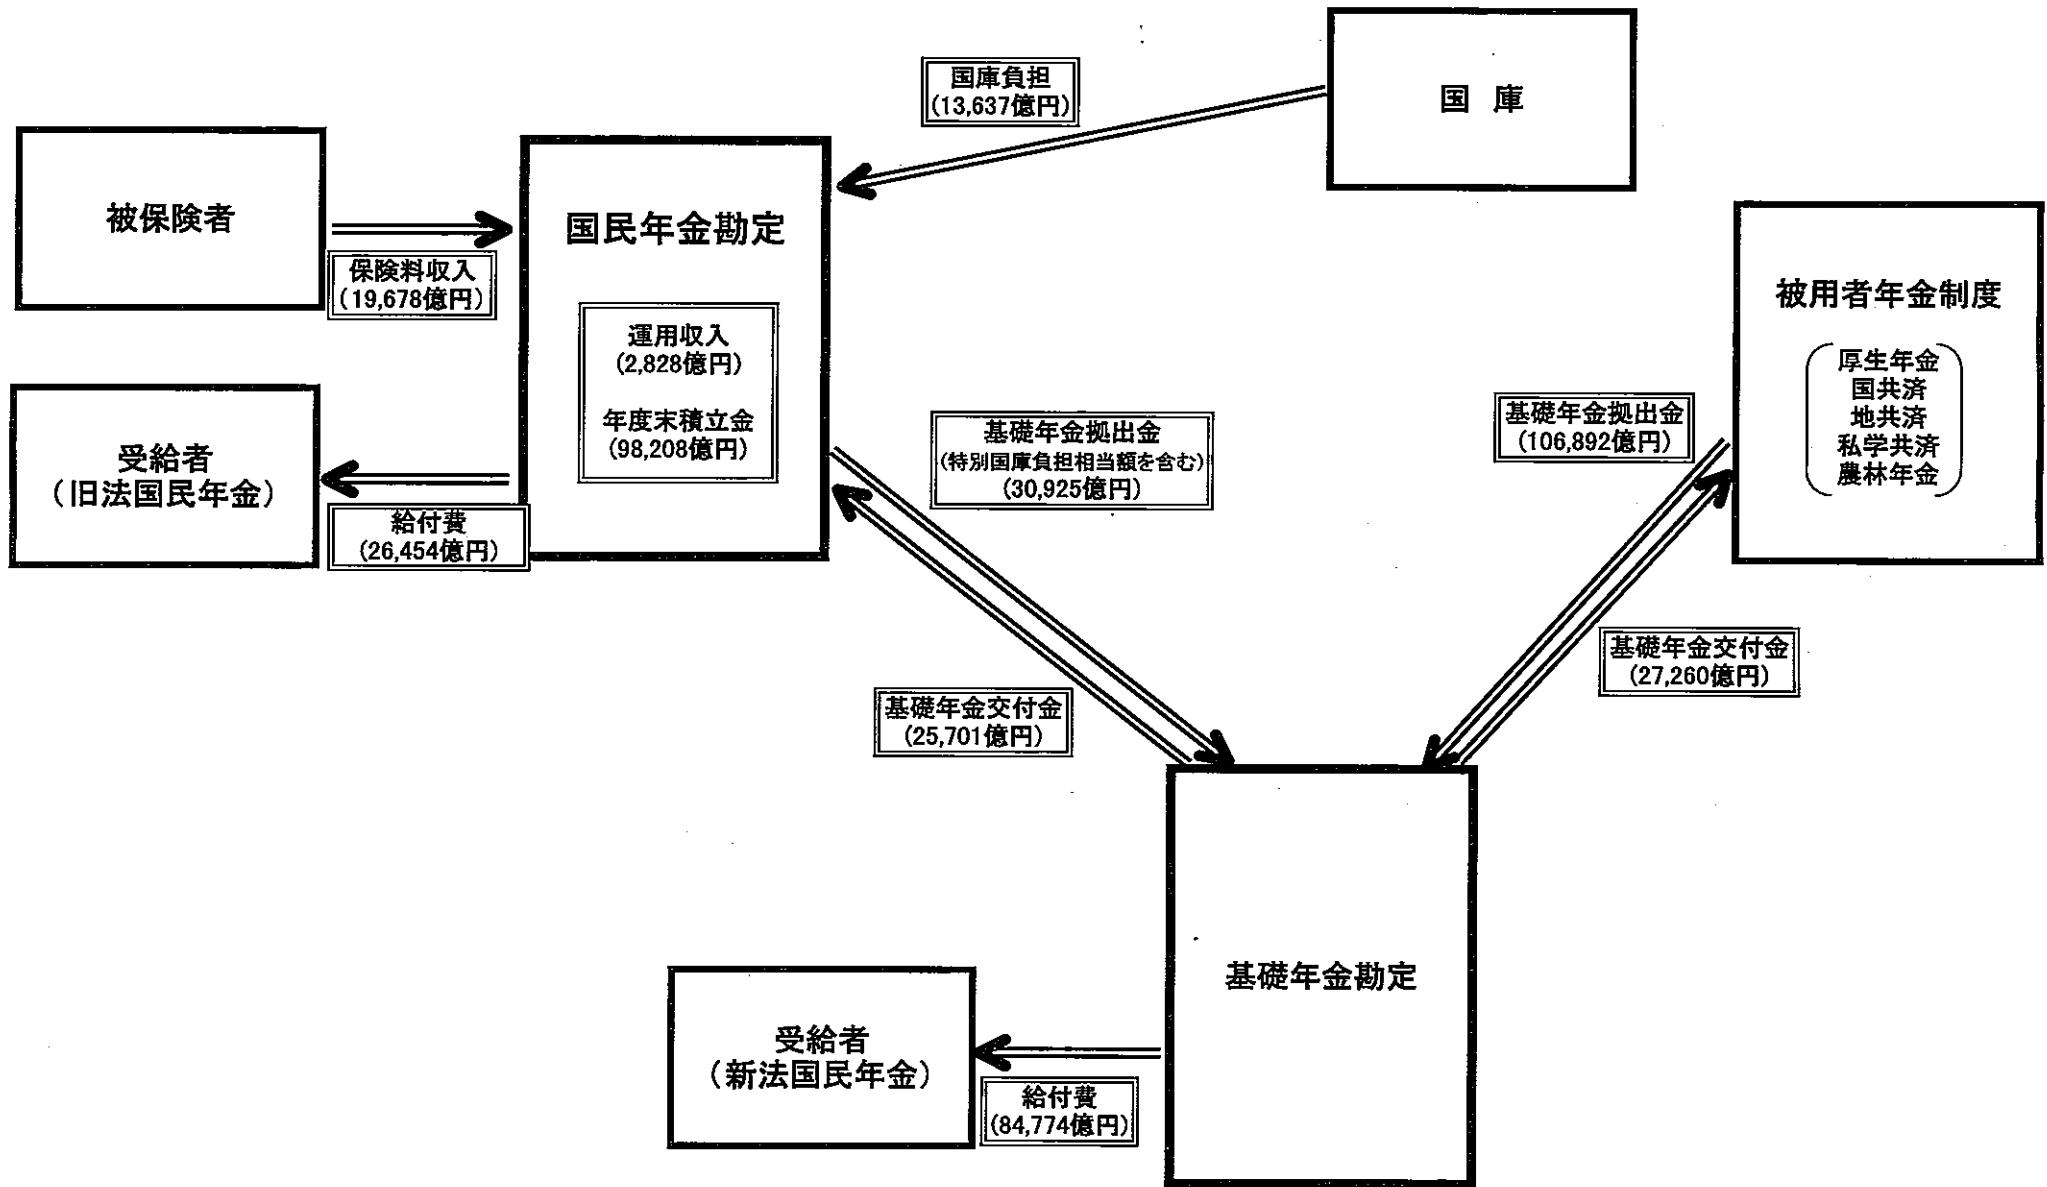 国庫負担
(13,637億円)
国 庫
被保険者
国民年金勘定
保険料収入
(19,678億円)
運用収入
(2,828億円)
年度末積立金
(98,208億円)
被用者年金制度
厚生年金
国共済
地共済
私学共済
農林年金
受給者
(旧法国民年金)
給付費
(26,454億円)
基礎年金拠出金
(特別国庫負担相当額を含む)
(30,925億円)
基礎年金拠出金
(106,892億円)
基礎年金交付金
(25,701億円)
基礎年金交付金
(27,260億円)
基礎年金勘定
受給者
(新法国民年金)
給付費
(84,774億円)